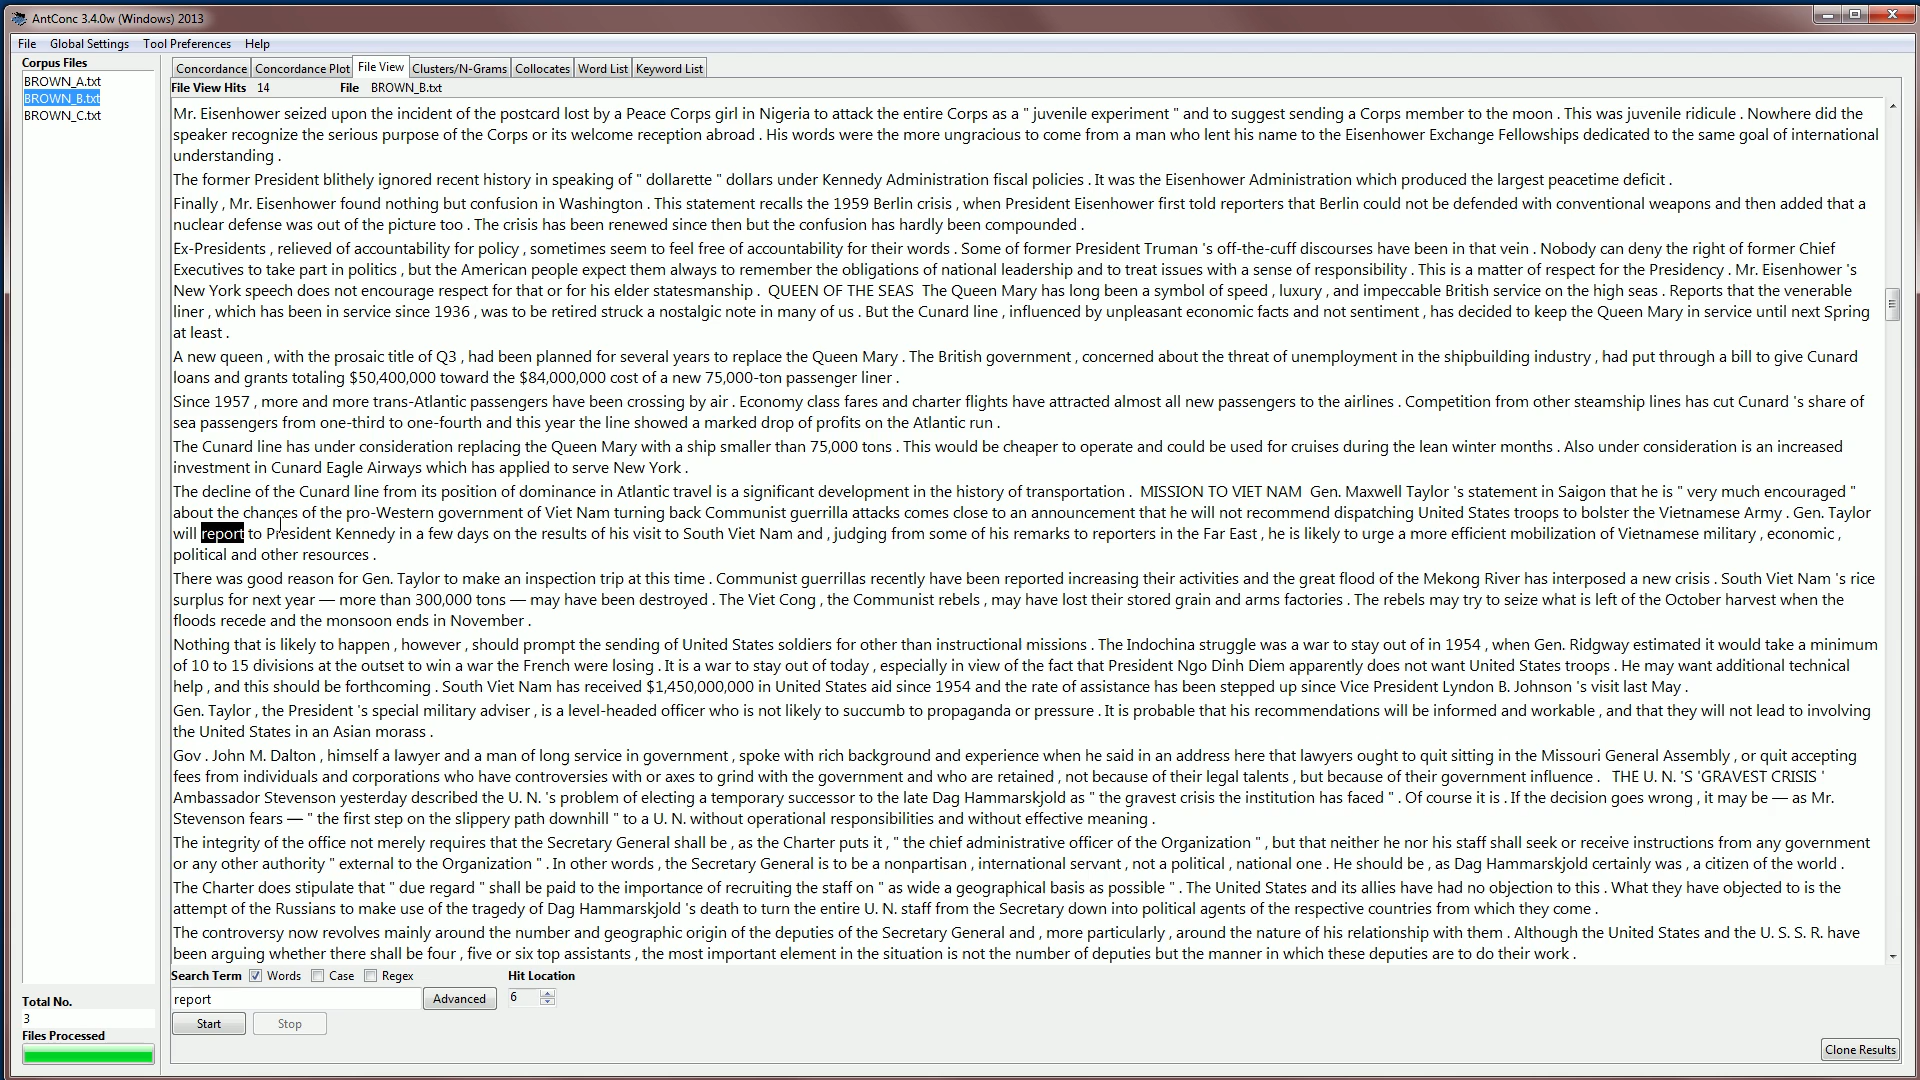 AntConc 3.4.0w (Windows) 2013
File Global Settings Tool Preferences Help
Corpus Files
BROWN_A.txt
BROWN_B.txt
BROWN_C.txt
Concordance Concordance Plot File View Clusters/N-Grams Collocates Word List Keyword List
File View Hits 14 File BROWN_B.txt
Mr. Eisenhower seized upon the incident of the postcard lost by a Peace Corps girl in Nigeria to attack the entire Corps as a " juvenile experiment " and to suggest sending a Corps member to the moon . This was juvenile ridicule . Nowhere did the
speaker recognize the serious purpose of the Corps or its welcome reception abroad . His words were the more ungracious to come from a man who lent his name to the Eisenhower Exchange Fellowships dedicated to the same goal of international
understanding .
The former President blithely ignored recent history in speaking of " dollarette " dollars under Kennedy Administration fiscal policies . It was the Eisenhower Administration which produced the largest peacetime deficit .
Finally , Mr. Eisenhower found nothing but confusion in Washington . This statement recalls the 1959 Berlin crisis , when President Eisenhower first told reporters that Berlin could not be defended with conventional weapons and then added that a
nuclear defense was out of the picture too . The crisis has been renewed since then but the confusion has hardly been compounded .
Ex-Presidents , relieved of accountability for policy , sometimes seem to feel free of accountability for their words . Some of former President Truman 's off-the-cuff discourses have been in that vein . Nobody can deny the right of former Chief
Executives to take part in politics , but the American people expect them always to remember the obligations of national leadership and to treat issues with a sense of responsibility . This is a matter of respect for the Presidency . Mr. Eisenhower 's
New York speech does not encourage respect for that or for his elder statesmanship . QUEEN OF THE SEAS The Queen Mary has long been a symbol of speed , luxury , and impeccable British service on the high seas . Reports that the venerable
liner , which has been in service since 1936 , was to be retired struck a nostalgic note in many of us . But the Cunard line , influenced by unpleasant economic facts and not sentiment , has decided to keep the Queen Mary in service until next Spring
at least .
A new queen , with the prosaic title of Q3 , had been planned for several years to replace the Queen Mary . The British government , concerned about the threat of unemployment in the shipbuilding industry , had put through a bill to give Cunard
loans and grants totaling $50,400,000 toward the $84,000,000 cost of a new 75,000-ton passenger liner .
Since 1957 , more and more trans-Atlantic passengers have been crossing by air . Economy class fares and charter flights have attracted almost all new passengers to the airlines . Competition from other steamship lines has cut Cunard 's share of
sea passengers from one-third to one-fourth and this year the line showed a marked drop of profits on the Atlantic run .
The Cunard line has under consideration replacing the Queen Mary with a ship smaller than 75,000 tons . This would be cheaper to operate and could be used for cruises during the lean winter months . Also under consideration is an increased
investment in Cunard Eagle Airways which has applied to serve New York .
The decline of the Cunard line from its position of dominance in Atlantic travel is a significant development in the history of transportation . MISSION TO VIET NAM Gen. Maxwell Taylor 's statement in Saigon that he is " very much encouraged "
about the chances of the pro-Western government of Viet Nam turning back Communist guerrilla attacks comes close to an announcement that he will not recommend dispatching United States troops to bolster the Vietnamese Army . Gen. Taylor
will report to President Kennedy in a few days on the results of his visit to South Viet Nam and , judging from some of his remarks to reporters in the Far East , he is likely to urge a more efficient mobilization of Vietnamese military , economic ,
political and other resources .
There was good reason for Gen. Taylor to make an inspection trip at this time . Communist guerrillas recently have been reported increasing their activities and the great flood of the Mekong River has interposed a new crisis . South Viet Nam 's rice
surplus for next year — more than 300,000 tons — may have been destroyed . The Viet Cong , the Communist rebels , may have lost their stored grain and arms factories . The rebels may try to seize what is left of the October harvest when the
floods recede and the monsoon ends in November .
Nothing that is likely to happen , however , should prompt the sending of United States soldiers for other than instructional missions . The Indochina struggle was a war to stay out of in 1954 , when Gen. Ridgway estimated it would take a minimum
of 10 to 15 divisions at the outset to win a war the French were losing . It is a war to stay out of today , especially in view of the fact that President Ngo Dinh Diem apparently does not want United States troops . He may want additional technical
help , and this should be forthcoming . South Viet Nam has received $1,450,000,000 in United States aid since 1954 and the rate of assistance has been stepped up since Vice President Lyndon B. Johnson 's visit last May .
Gen. Taylor , the President 's special military adviser , is a level-headed officer who is not likely to succumb to propaganda or pressure . It is probable that his recommendations will be informed and workable , and that they will not lead to involving
the United States in an Asian morass .
Gov . John M. Dalton , himself a lawyer and a man of long service in government , spoke with rich background and experience when he said in an address here that lawyers ought to quit sitting in the Missouri General Assembly , or quit accepting
fees from individuals and corporations who have controversies with or axes to grind with the government and who are retained , not because of their legal talents , but because of their government influence . THE U. N. 'S 'GRAVEST CRISIS '
Ambassador Stevenson yesterday described the U. N. 's problem of electing a temporary successor to the late Dag Hammarskjold as " the gravest crisis the institution has faced " . Of course it is . If the decision goes wrong , it may be — as Mr.
Stevenson fears — " the first step on the slippery path downhill " to a U. N. without operational responsibilities and without effective meaning .
The integrity of the office not merely requires that the Secretary General shall be , as the Charter puts it , " the chief administrative officer of the Organization " , but that neither he nor his staff shall seek or receive instructions from any government
or any other authority " external to the Organization " . In other words , the Secretary General is to be a nonpartisan , international servant , not a political , national one . He should be , as Dag Hammarskjold certainly was , a citizen of the world .
The Charter does stipulate that " due regard " shall be paid to the importance of recruiting the staff on " as wide a geographical basis as possible " . The United States and its allies have had no objection to this . What they have objected to is the
attempt of the Russians to make use of the tragedy of Dag Hammarskjold 's death to turn the entire U. N. staff from the Secretary down into political agents of the respective countries from which they come .
The controversy now revolves mainly around the number and geographic origin of the deputies of the Secretary General and , more particularly , around the nature of his relationship with them . Although the United States and the U. S. S. R. have
been arguing whether there shall be four , five or six top assistants , the most important element in the situation is not the number of deputies but the manner in which these deputies are to do their work .
Search Term Words Case Regex Hit Location
report Advanced 6
Start Stop
Total No.
3
Files Processed
Clone Results